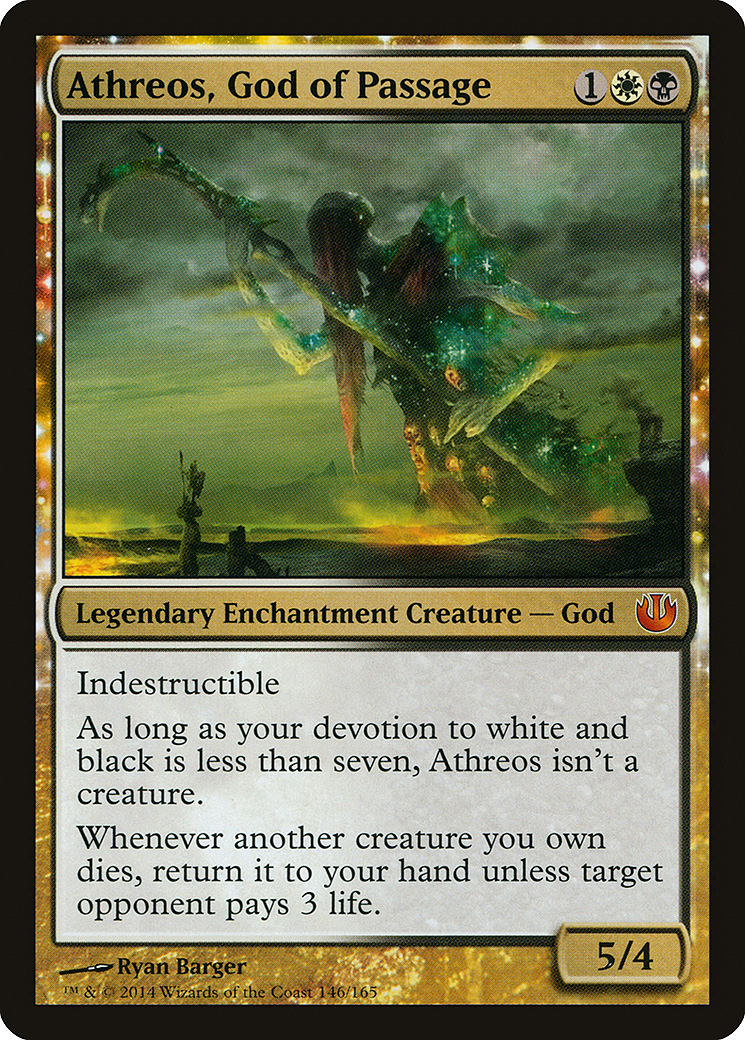 Athreos, God of Passage 1
Legendary Enchantment Creature — God
Indestructible
As long as your devotion to white and
black is less than seven, Athreos isn't a
creature.
Whenever another creature you own
dies, return it to your hand unless target
opponent pays 3 life.
5/4
Ryan Barger
™ & © 2014 Wizards of the Coast 146/165